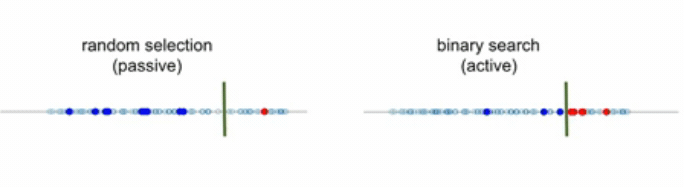 random selection
(passive)
binary search
(active)